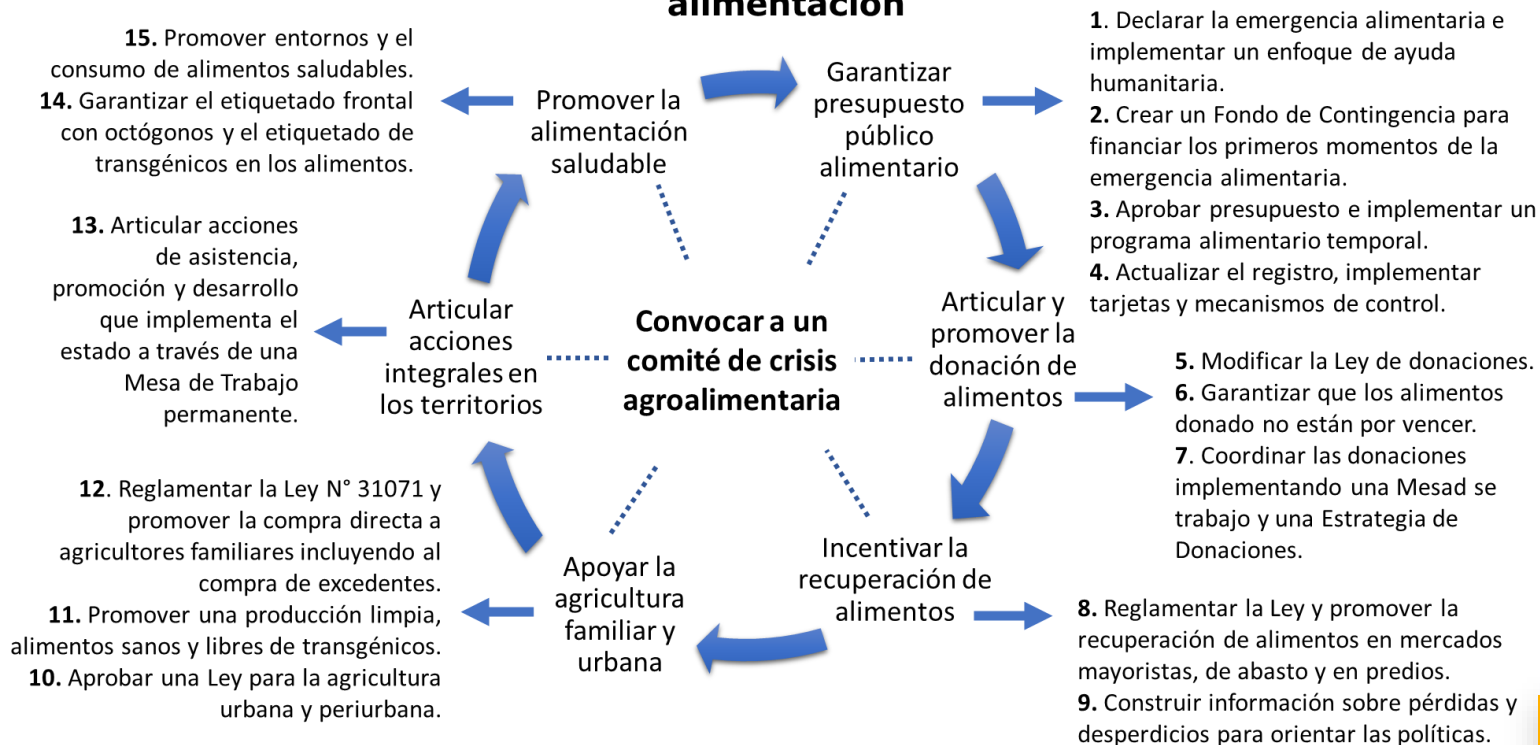 alimentación
15. Promover entornos y el
consumo de alimentos saludables.
14. Garantizar el etiquetado frontal
con octógonos y el etiquetado de
transgénicos en los alimentos.
Promover la
alimentación
saludable
Garantizar
presupuesto
público
alimentario
1. Declarar la emergencia alimentaria e
implementar un enfoque de ayuda
humanitaria.
2. Crear un Fondo de Contingencia para
financiar los primeros momentos de la
emergencia alimentaria.
3. Aprobar presupuesto e implementar un
programa alimentario temporal.
4. Actualizar el registro, implementar
tarjetas y mecanismos de control.
13. Articular acciones
de asistencia,
promoción y desarrollo
que implementa el
estado a través de una
Mesa de Trabajo
permanente.
Articular
acciones
integrales en
los territorios
Convocar a un
comité de crisis
agroalimentaria
Articular y
promover la
donación de
alimentos
5. Modificar la Ley de donaciones.
6. Garantizar que los alimentos
donado no están por vencer.
7. Coordinar las donaciones
implementando una Mesad se
trabajo y una Estrategia de
Donaciones.
12. Reglamentar la Ley N° 31071 y
promover la compra directa a
agricultores familiares incluyendo al
compra de excedentes.
11. Promover una producción limpia,
alimentos sanos y libres de transgénicos.
10. Aprobar una Ley para la agricultura
urbana y periurbana.
Apoyar la
agricultura
familiar y
urbana
Incentivar la
recuperación de
alimentos
8. Reglamentar la Ley y promover la
recuperación de alimentos en mercados
mayoristas, de abasto y en predios.
9. Construir información sobre pérdidas y
desperdicios para orientar las políticas.